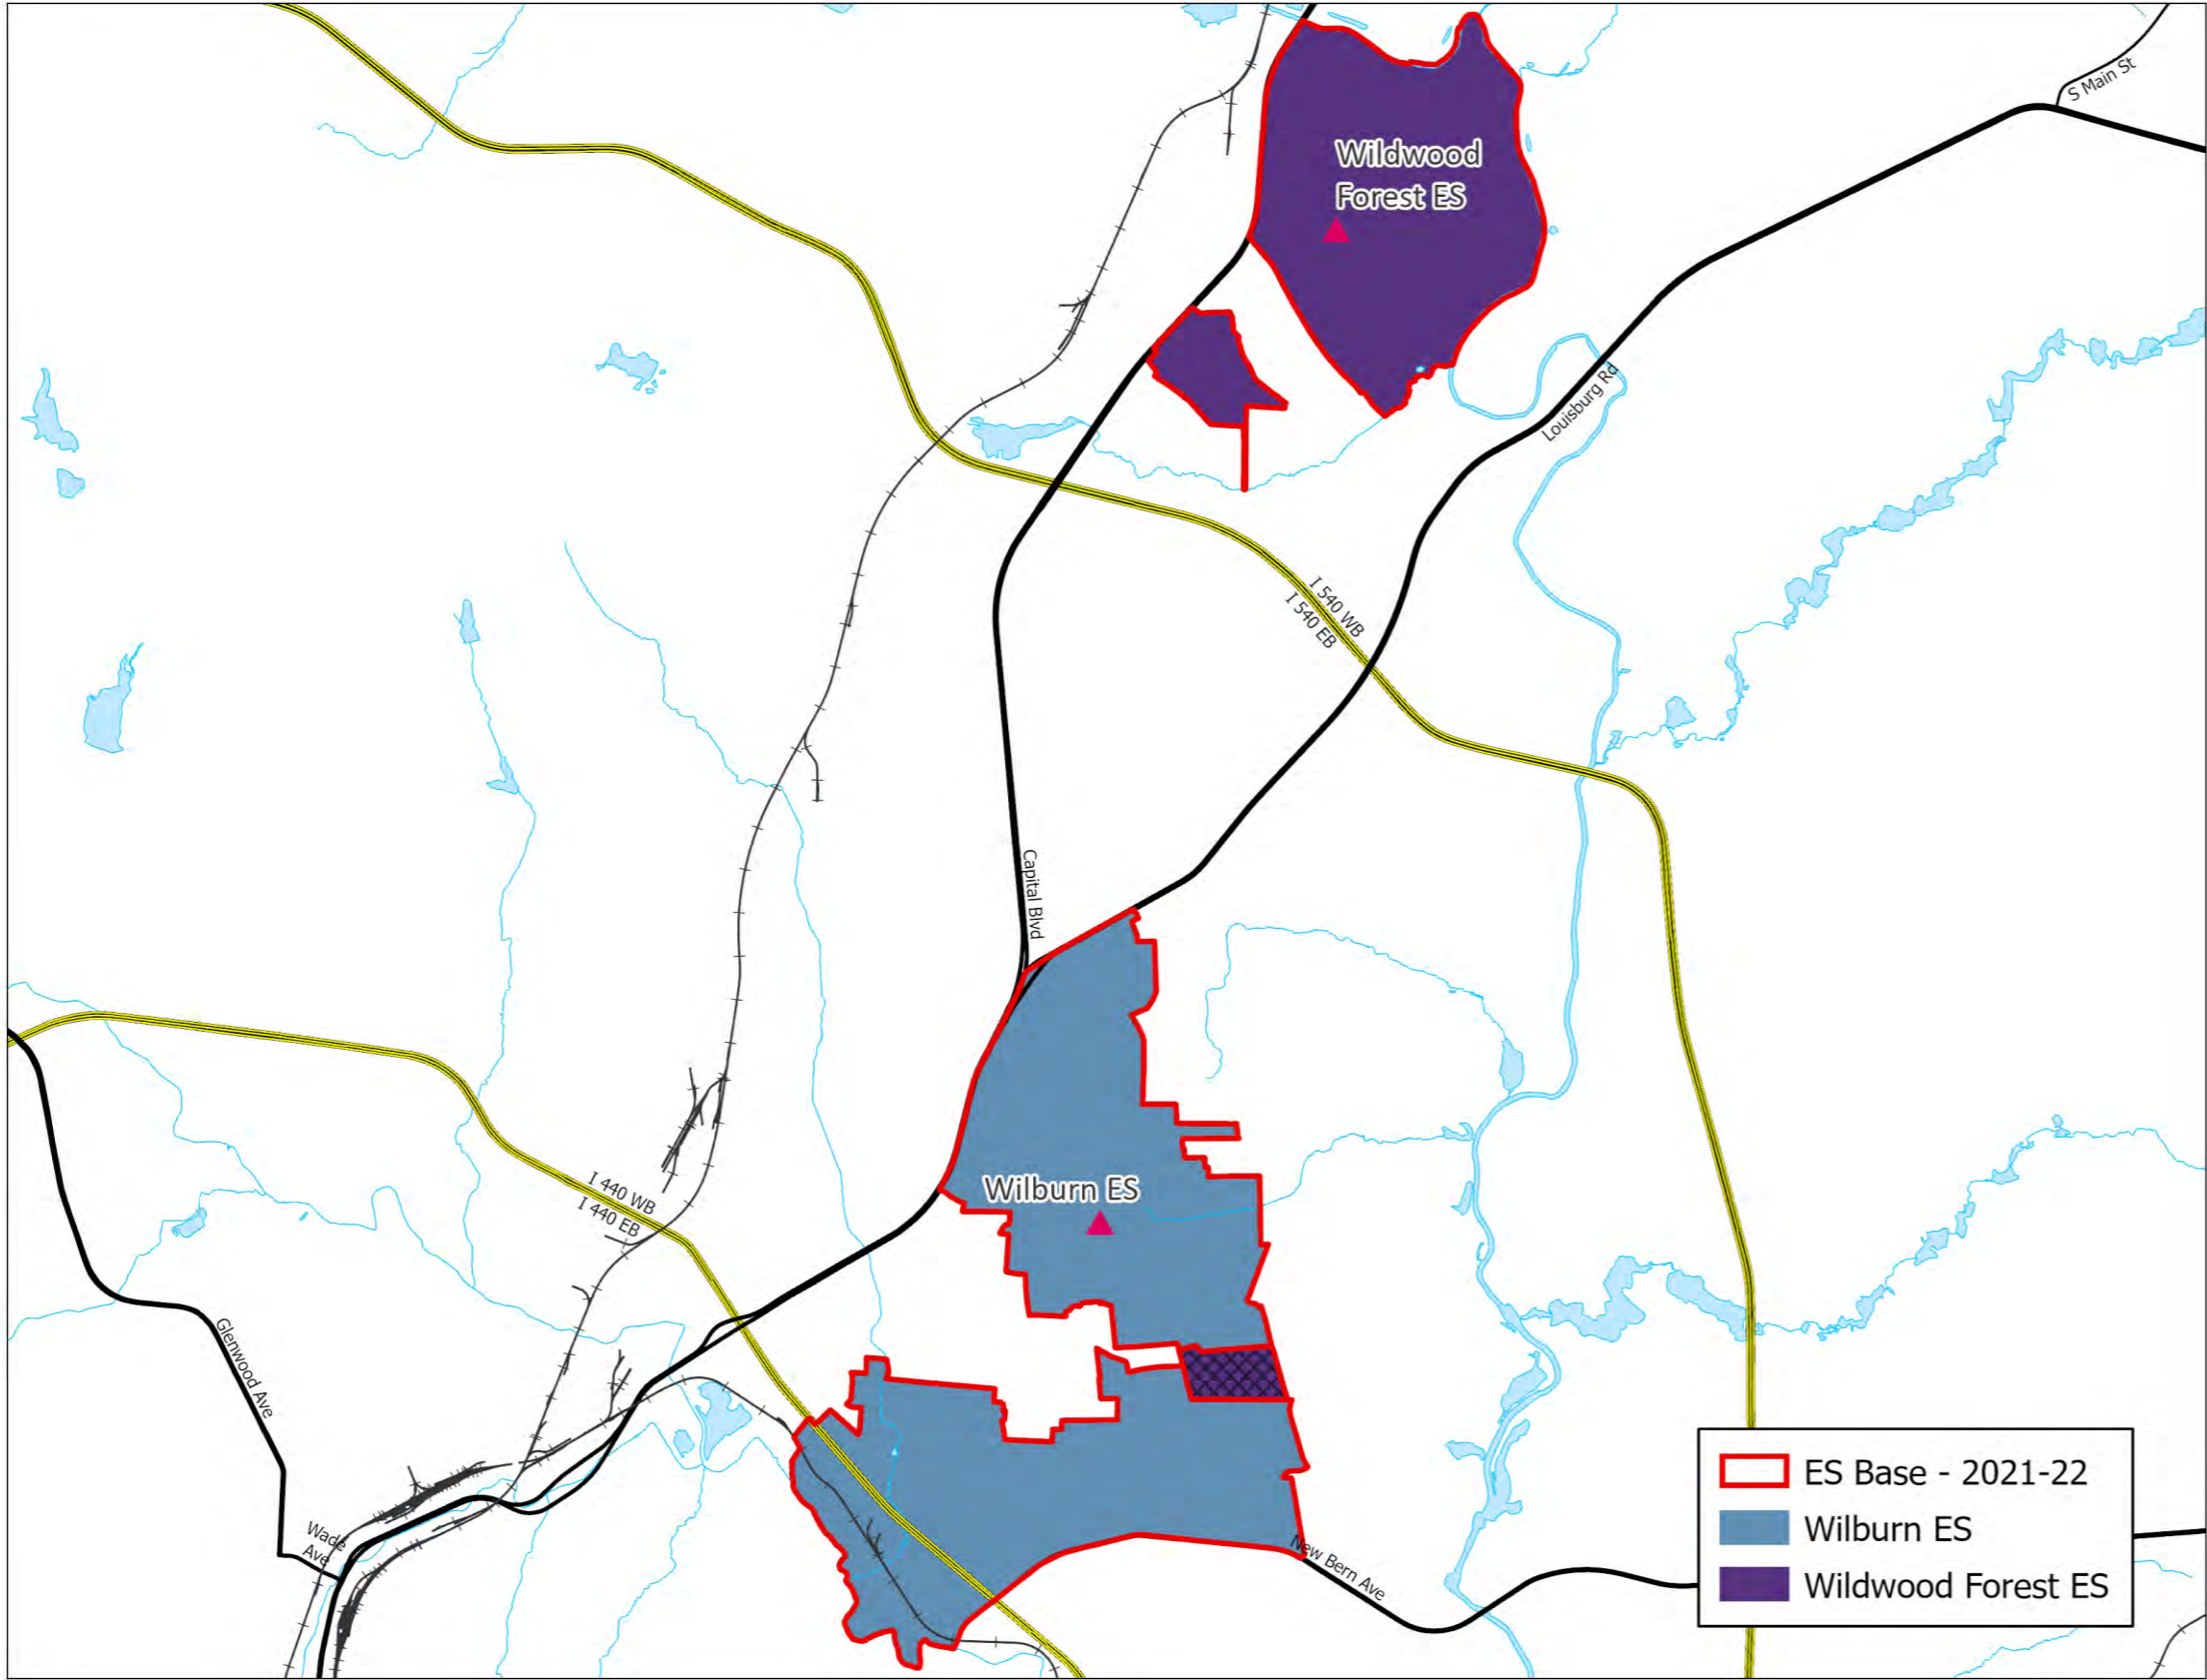 S Main St
Wildwood
Forest ES
Louisburg Rd
I 540 WB
I 540 EB
Capital Blvd
Wilburn ES
I 440 WB
I 440 EB
Glenwood Ave
Wade
Ave
New Bern Ave
ES Base - 2021-22
Wilburn ES
Wildwood Forest ES